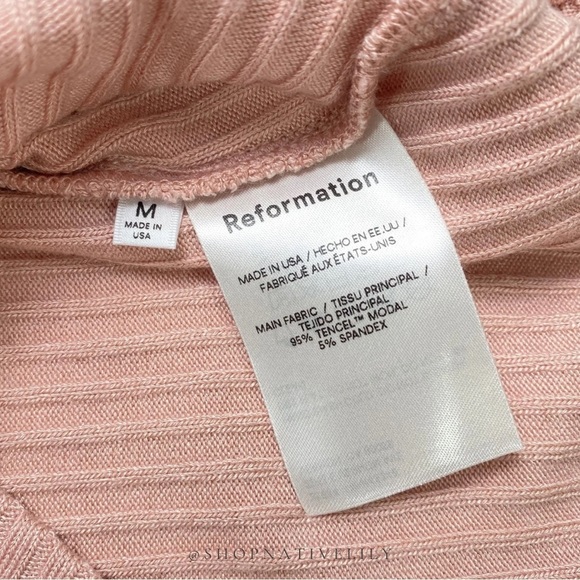 M
MADE IN
USA
Reformation
MADE IN USA / HECHO EN EE.UU /
FABRIQUÉ AUX ÉTATS-UNIS
MAIN FABRIC / TISSU PRINCIPAL /
TEJIDO PRINCIPAL
95% TENCEL™ MODAL
5% SPANDEX
@SHOPNATIVELILY